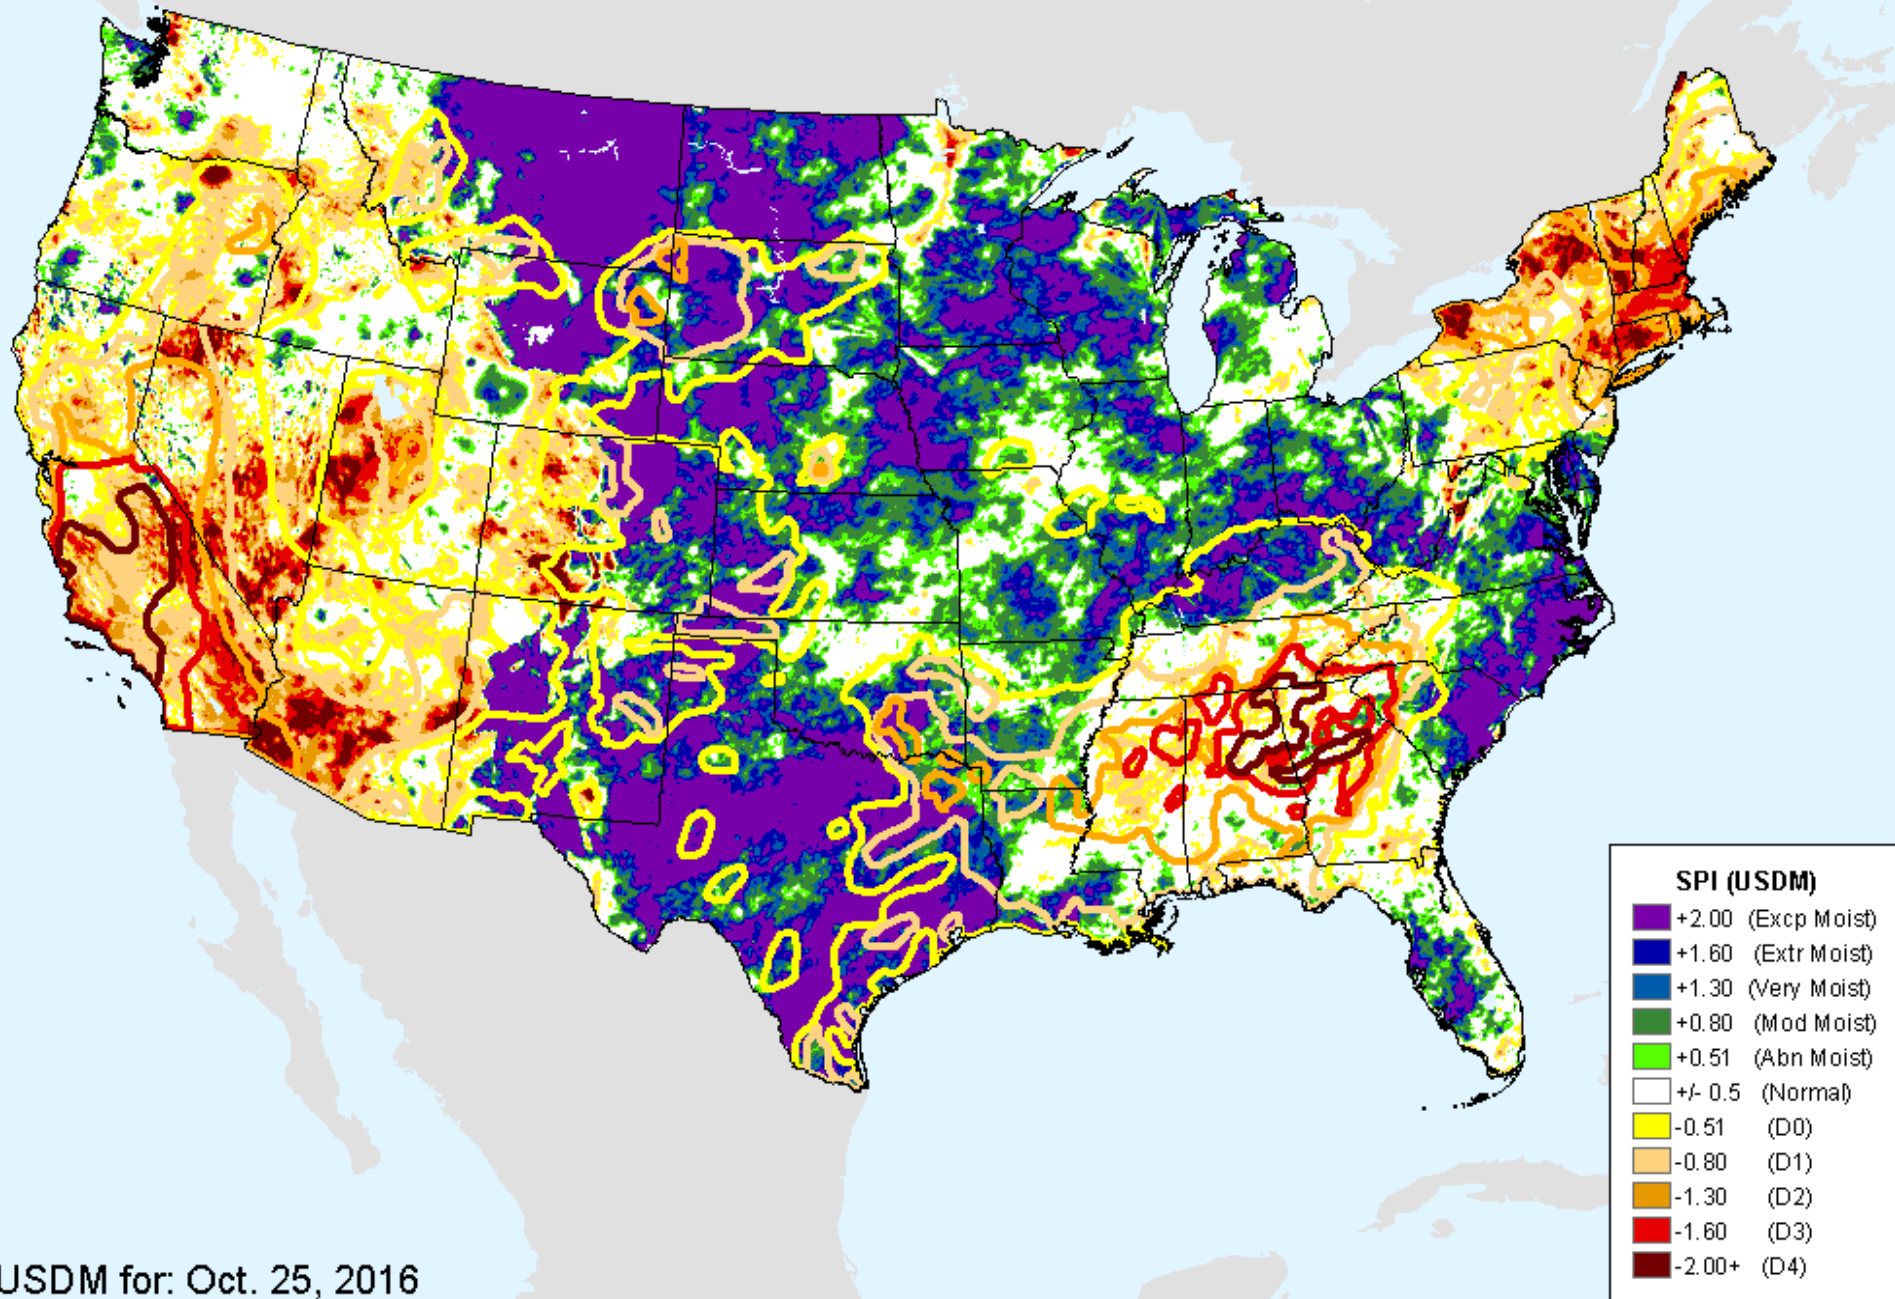 SPI (USDM)
+2.00 (Excp Moist)
+1.60 (Extr Moist)
+1.30 (Very Moist)
+0.80 (Mod Moist)
+0.51 (Abn Moist)
+/- 0.5 (Normal)
-0.51 (D0)
-0.80 (D1)
-1.30 (D2)
-1.60 (D3)
-2.00+ (D4)
USDM for: Oct. 25, 2016